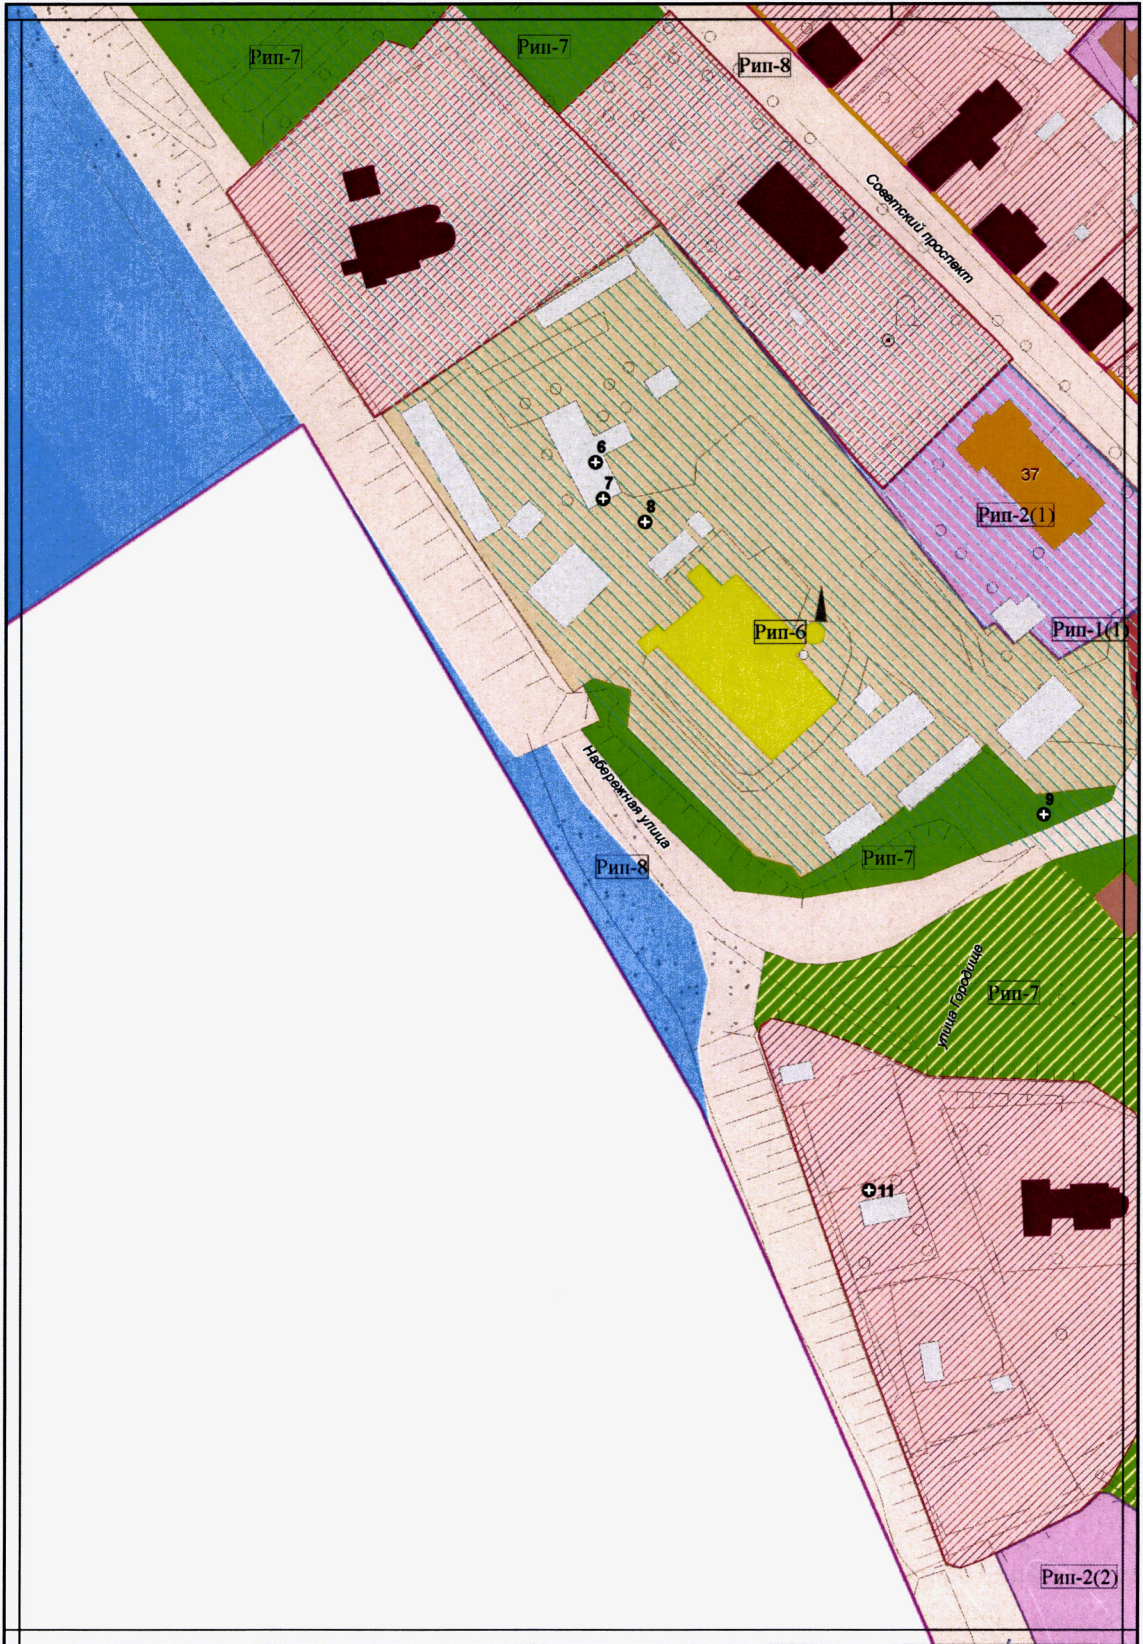 Рип-7
Рип-7
Рип-8
Советский проспект
6
7
8
37
Рип-2(1)
Рип-6
Рип-1(1)
Набережная улица
9
Рип-7
Рип-8
улица Городище
Рип-7
11
Рип-2(2)